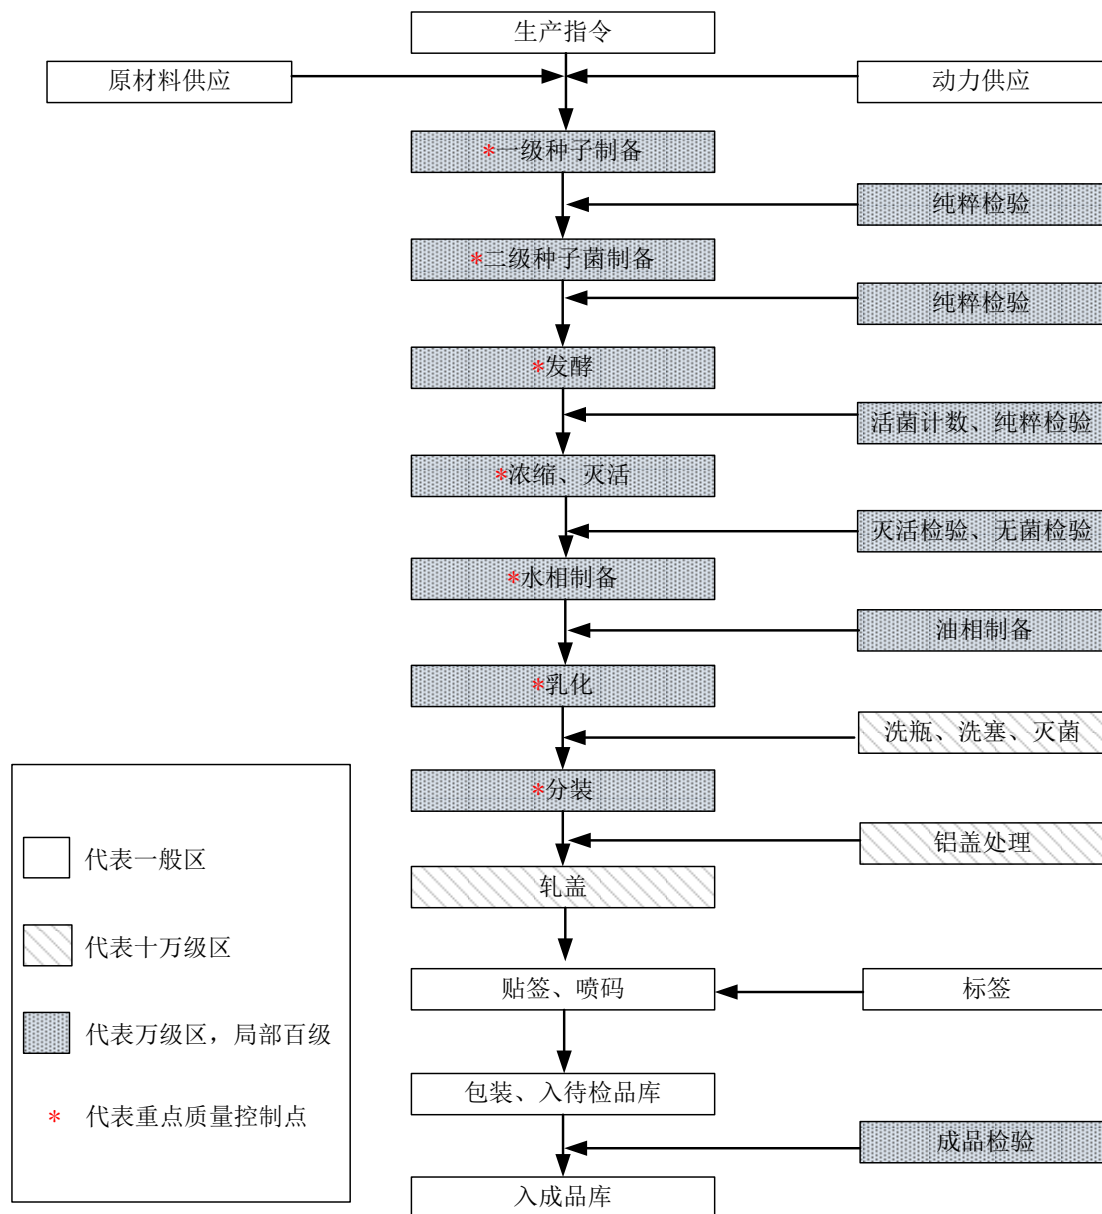 生产指令
原材料供应
动力供应
*一级种子制备
纯粹检验
*二级种子菌制备
纯粹检验
*发酵
活菌计数、纯粹检验
*浓缩、灭活
灭活检验、无菌检验
*水相制备
油相制备
*乳化
洗瓶、洗塞、灭菌
*分装
铝盖处理
轧盖
贴签、喷码
标签
包装、入待检品库
成品检验
入成品库
代表一般区
代表十万级区
代表万级区，局部百级
* 代表重点质量控制点